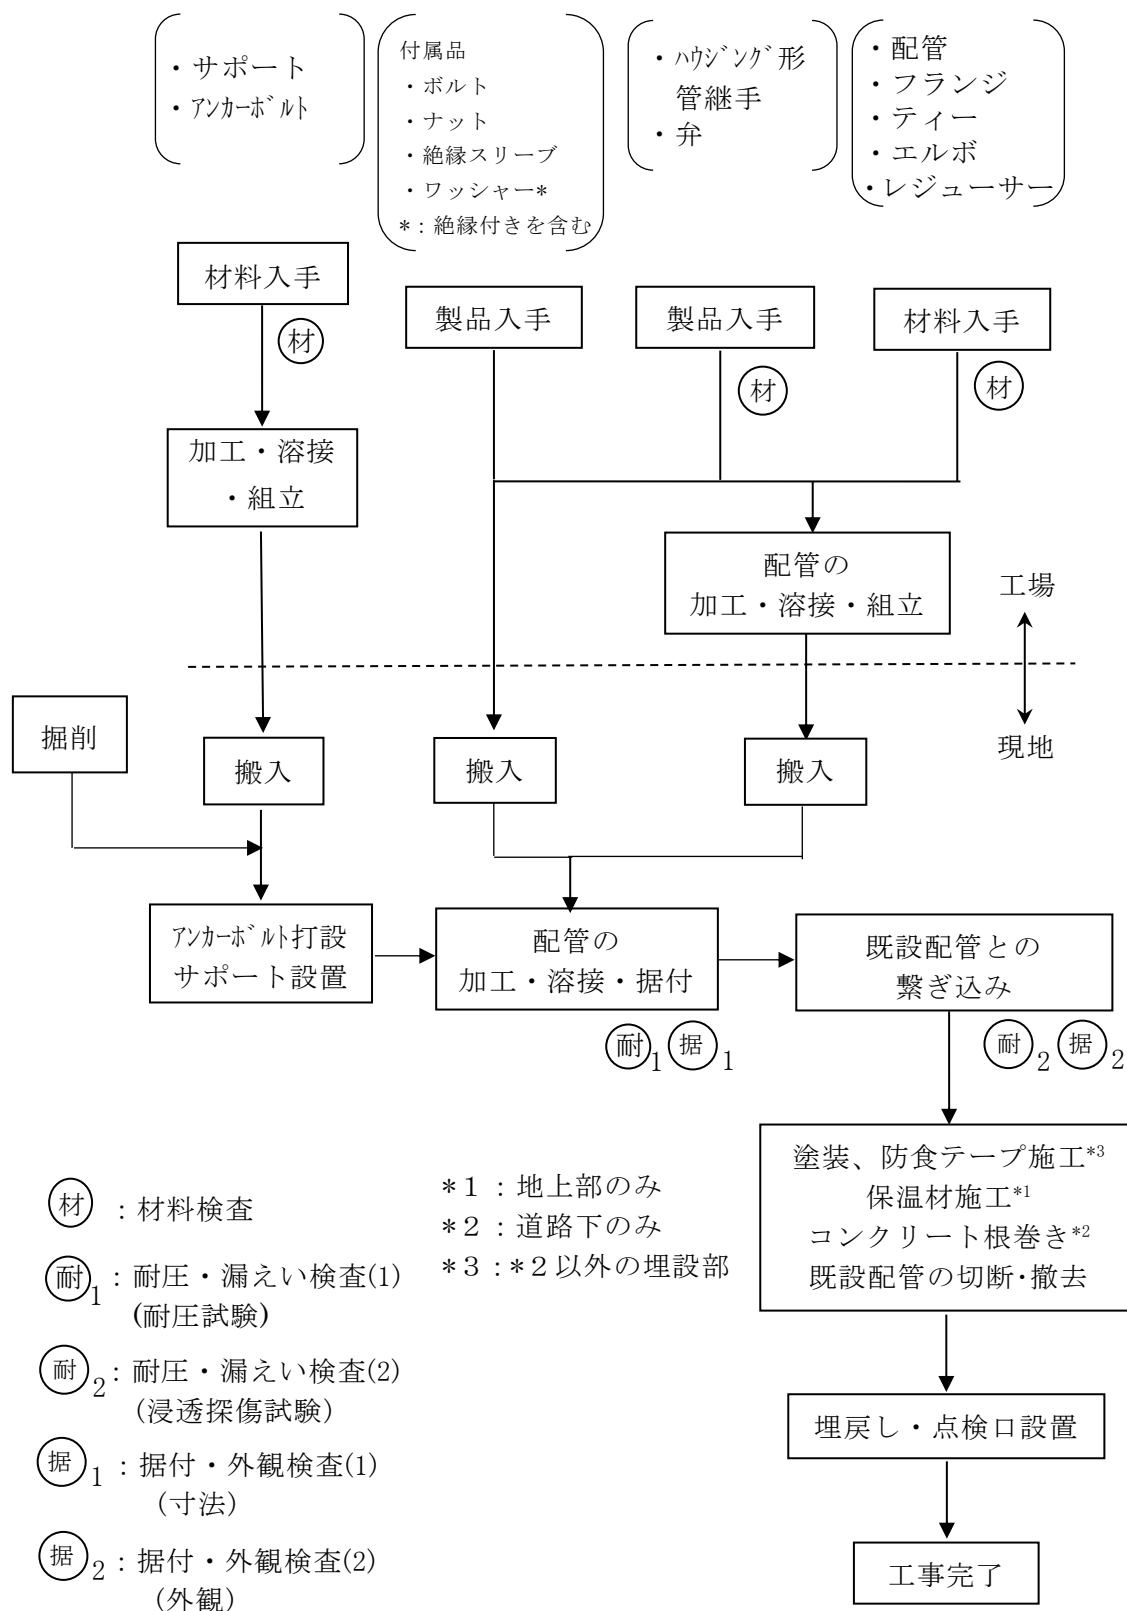 ・サポート
・アンカーボルト
付属品
・ボルト
・ナット
・絶縁スリーブ
・ワッシャー*
*：絶縁付きを含む
・ハウジング形
管継手
・弁
・配管
・フランジ
・ティー
・エルボ
・レジューサー
材料入手
製品入手
製品入手
材料入手
材
材
材
加工・溶接
・組立
配管の
加工・溶接・組立
工場
現地
掘削
搬入
搬入
搬入
アンカーボルト打設
サポート設置
配管の
加工・溶接・据付
既設配管との
繋ぎ込み
耐1 据1
耐2 据2
塗装、防食テープ施工*3
保温材施工*1
コンクリート根巻き*2
既設配管の切断・撤去
埋戻し・点検口設置
工事完了
材：材料検査
耐1：耐圧・漏えい検査(1)
(耐圧試験)
耐2：耐圧・漏えい検査(2)
(浸透探傷試験)
据1：据付・外観検査(1)
(寸法)
据2：据付・外観検査(2)
(外観)
*１：地上部のみ
*２：道路下のみ
*３：*２以外の埋設部